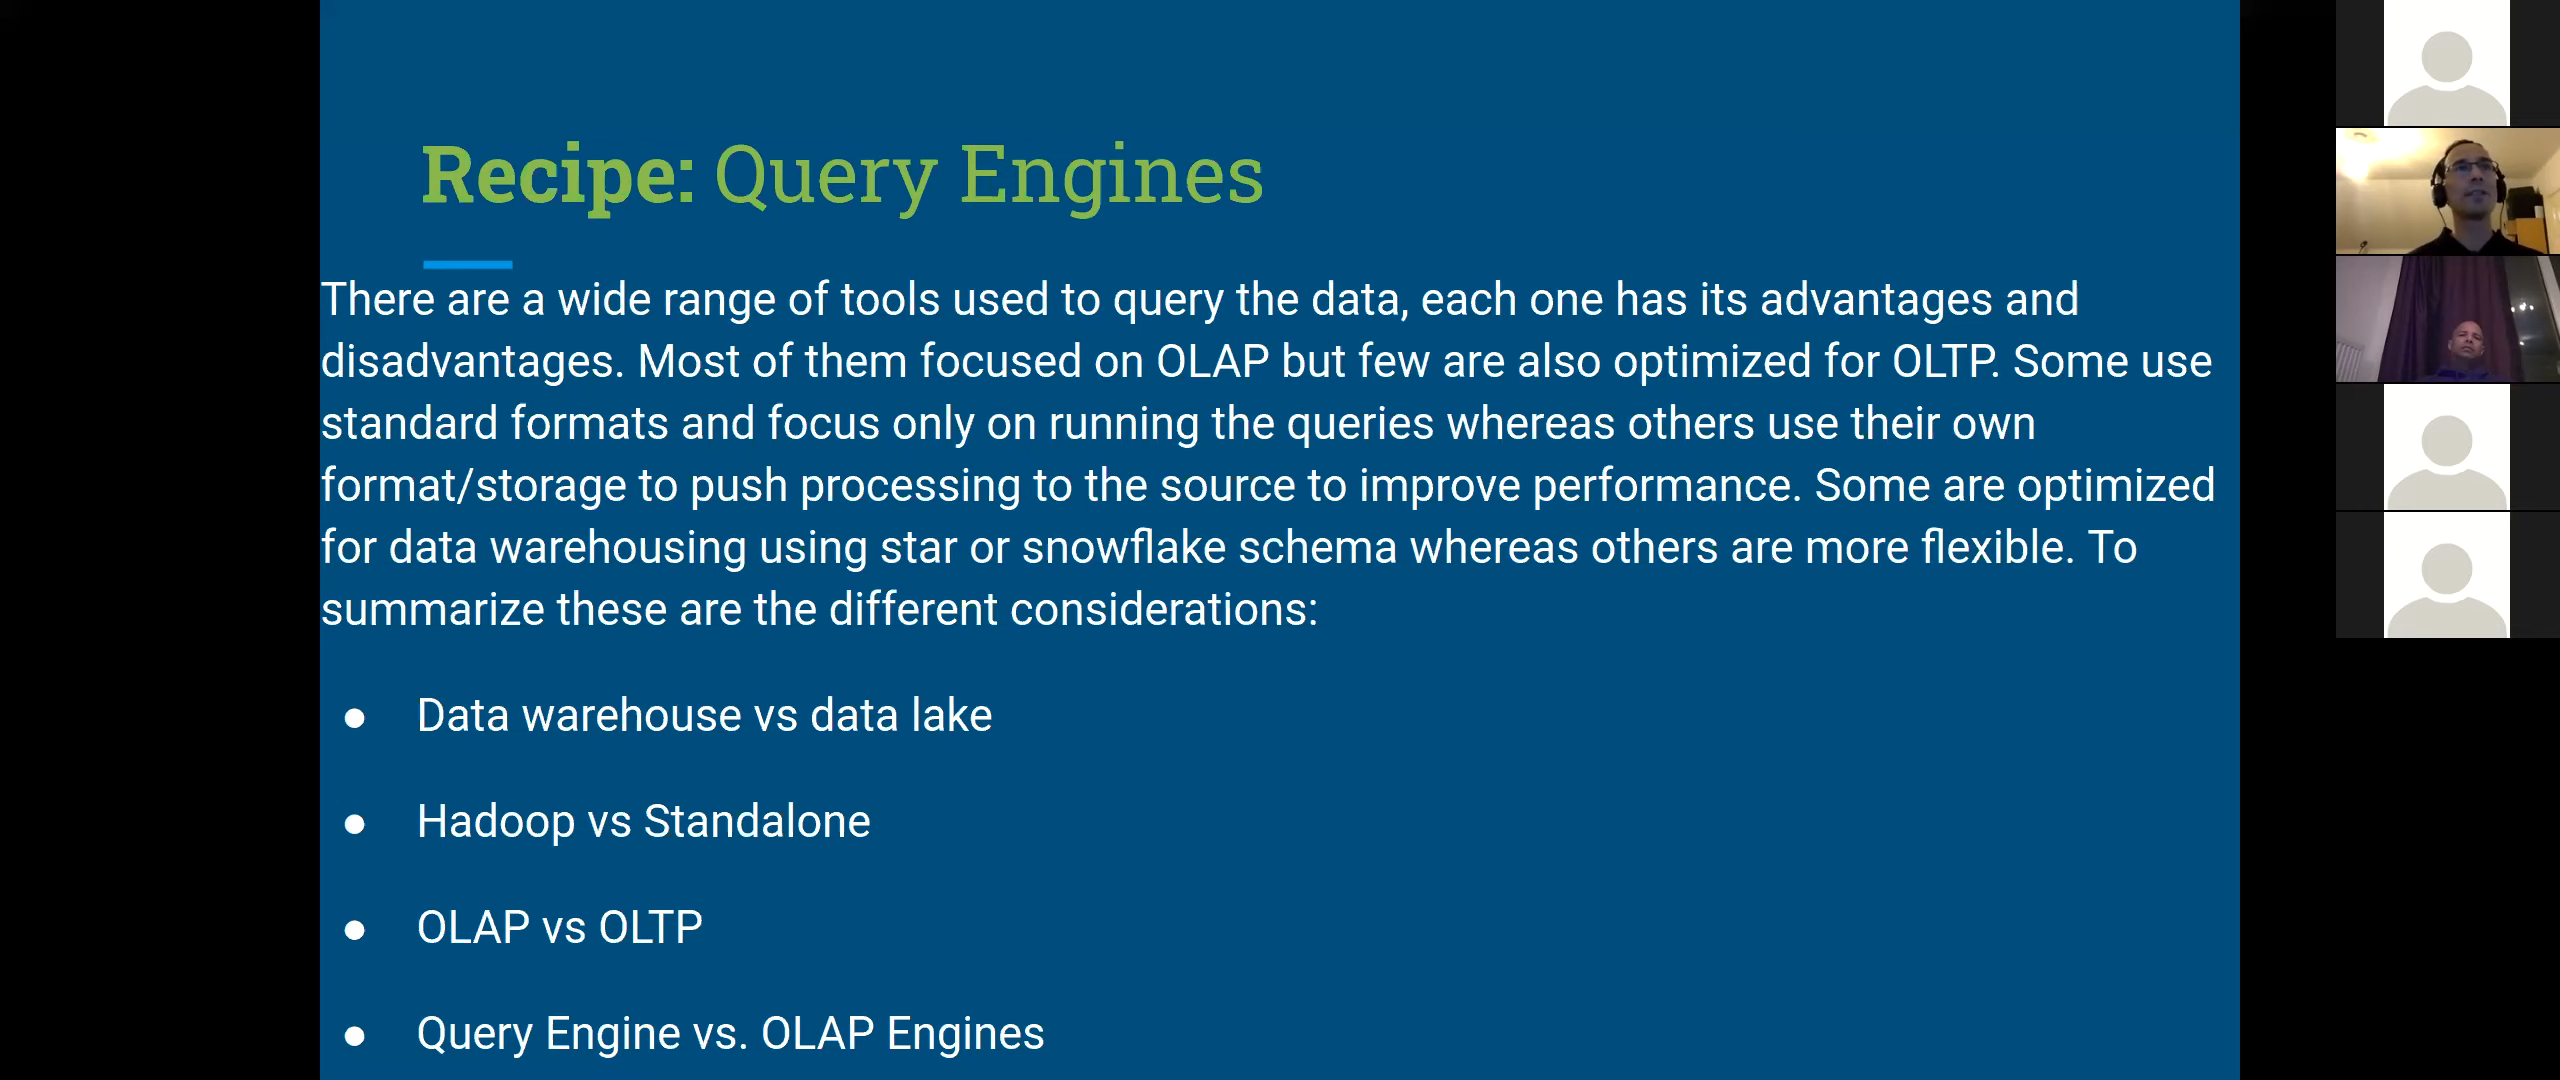 Recipe: Query Engines
There are a wide range of tools used to query the data, each one has its advantages and
disadvantages. Most of them focused on OLAP but few are also optimized for OLTP. Some use
standard formats and focus only on running the queries whereas others use their own
format/storage to push processing to the source to improve performance. Some are optimized
for data warehousing using star or snowflake schema whereas others are more flexible. To
summarize these are the different considerations:
● Data warehouse vs data lake
● Hadoop vs Standalone
● OLAP vs OLTP
● Query Engine vs. OLAP Engines